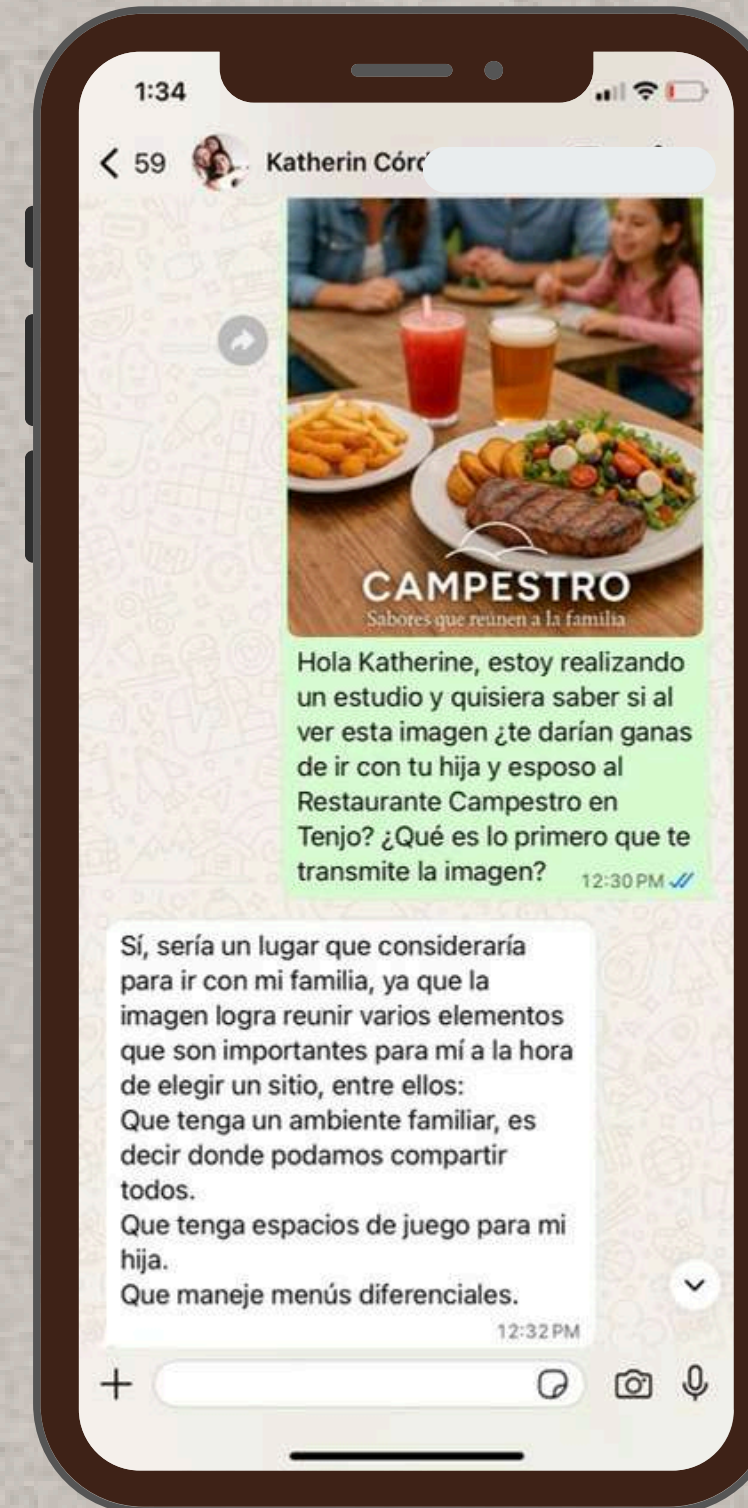 1:34
59
Katherin Córd
CAMPESTRO
Sabores que reúnen a la familia
Hola Katherine, estoy realizando
un estudio y quisiera saber si al
ver esta imagen ¿te darían ganas
de ir con tu hija y esposo al
Restaurante Campestro en
Tenjo? ¿Qué es lo primero que te
transmite la imagen?
12:30 PM
Sí, sería un lugar que consideraría
para ir con mi familia, ya que la
imagen logra reunir varios elementos
que son importantes para mí a la hora
de elegir un sitio, entre ellos:
Que tenga un ambiente familiar, es
decir donde podamos compartir
todos.
Que tenga espacios de juego para mi
hija.
Que maneje menús diferenciales.
12:32 PM